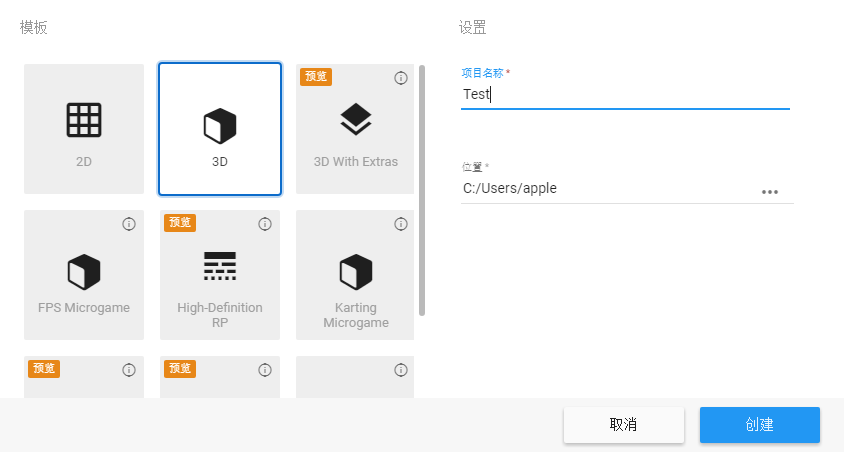 模板
2D
3D
预览
3D With Extras
FPS Microgame
预览
High-Definition
RP
Karting
Microgame
预览
预览
设置
项目名称 *
Test
位置 *
C:/Users/apple
取消
创建